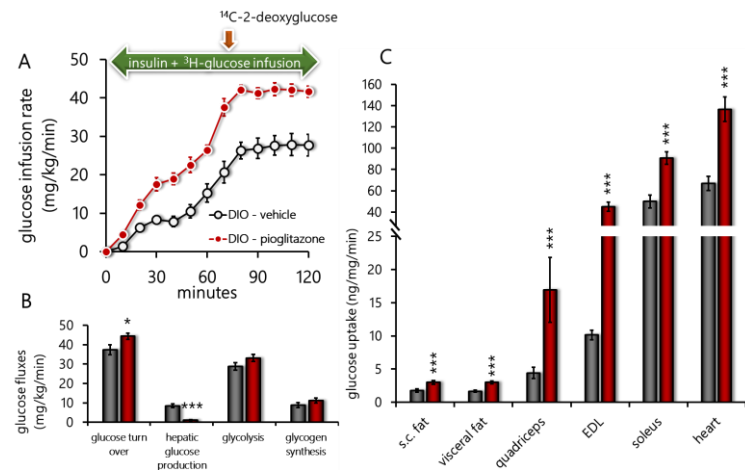 ¹⁴C-2-deoxyglucose
A
insulin + ³H-glucose infusion
50
40
30
20
10
0
glucose infusion rate
(mg/kg/min)
DIO - vehicle
DIO - pioglitazone
0 30 60 90 120
minutes
B
50
40
30
20
10
0
glucose fluxes
(mg/kg/min)
*
***
glucose turn
over
hepatic
glucose
production
glycolysis
glycogen
synthesis
C
160
140
120
100
80
60
40
25
20
15
10
5
0
glucose uptake (ng/mg/min)
***
***
***
***
***
***
s.c. fat
visceral fat
quadriceps
EDL
soleus
heart